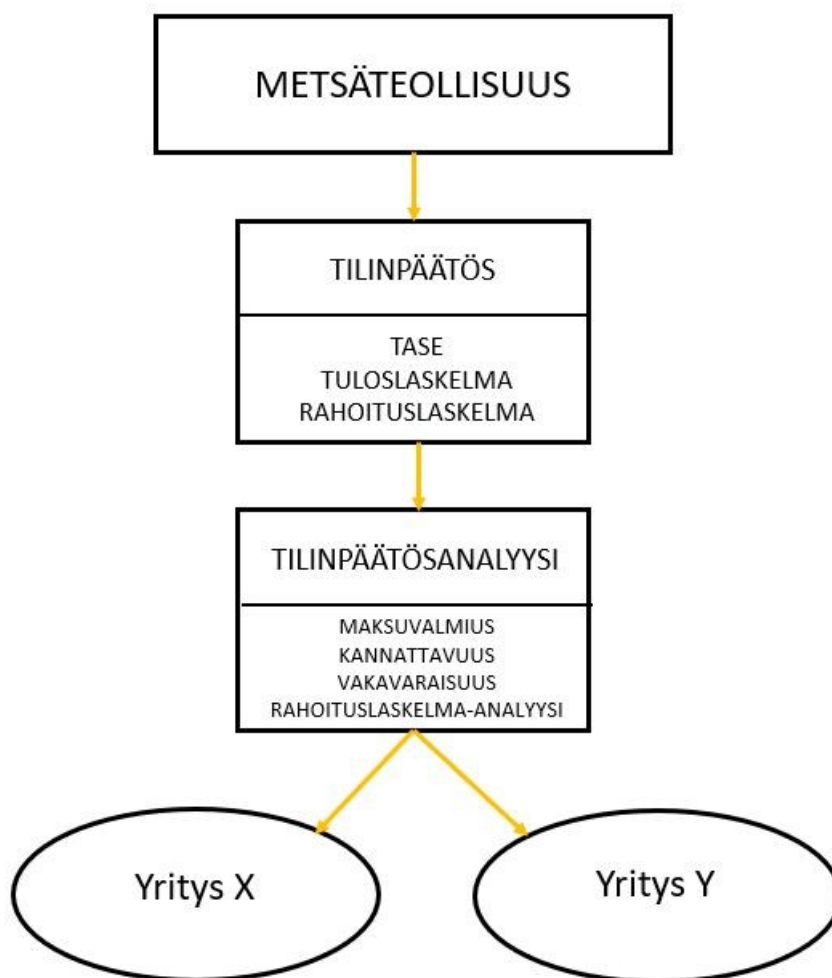 METSÄTEOLLISUUS
TILINPÄÄTÖS
TASE
TULOSLASKELMA
RAHOITUSLASKELMA
TILINPÄÄTÖSANALYYSI
MAKSUVALMIUS
KANNATTAVUUS
VAKAVARAISUUS
RAHOITUSLASKELMA-ANALYYSI
Yritys X
Yritys Y